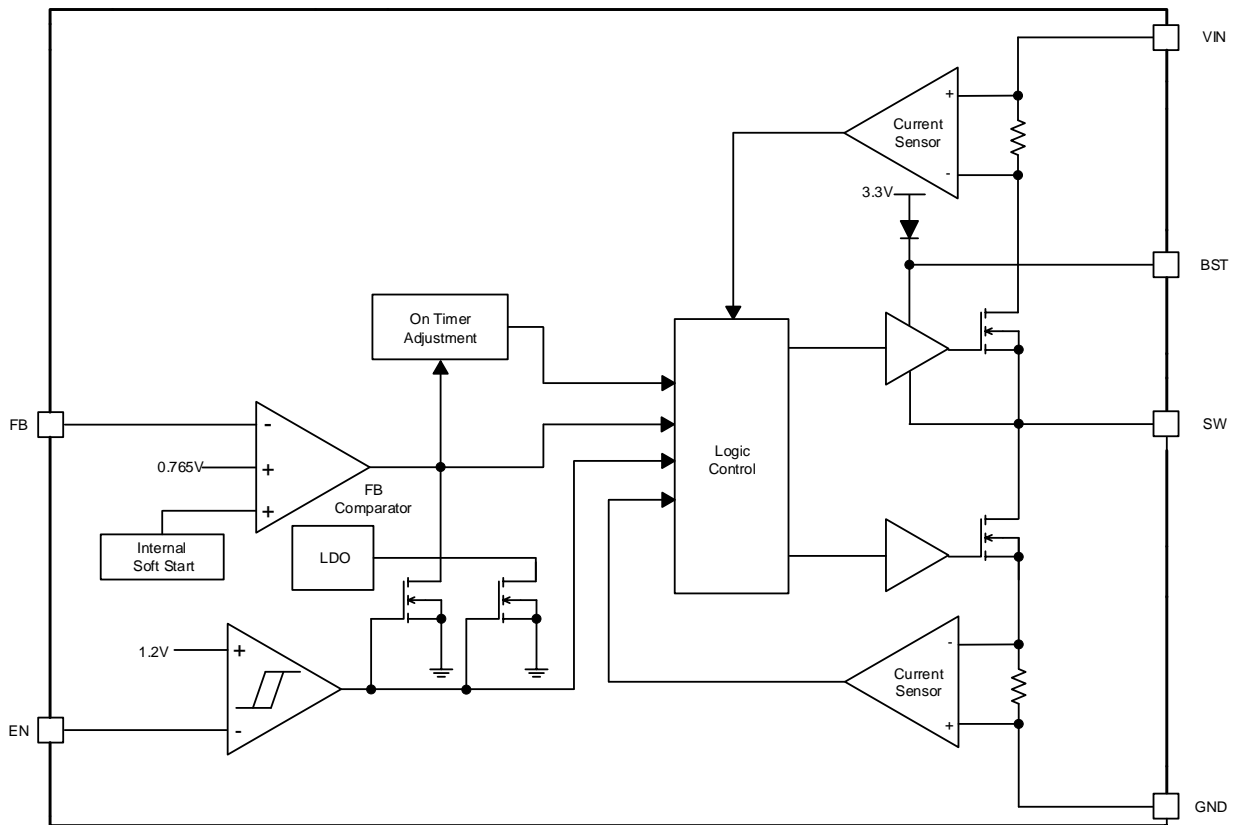 VIN
+
Current
Sensor
-
3.3V
BST
On Timer
Adjustment
FB
-
SW
0.765V
+
Logic
Control
FB
Comparator
+
Internal
Soft Start
LDO
1.2V
+
-
Current
Sensor
EN
-
+
GND